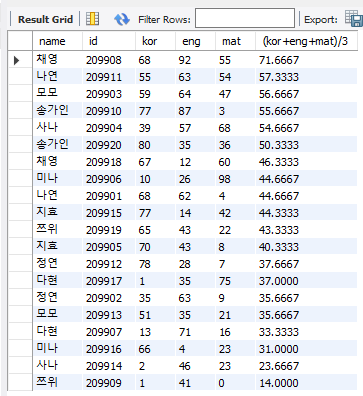 Result Grid Filter Rows: Export:
name id kor eng mat (kor+eng+mat)/3
채영 209908 68 92 55 71.6667
나연 209911 55 63 54 57.3333
모모 209903 59 64 47 56.6667
송가인 209910 77 87 3 55.6667
사나 209904 39 57 68 54.6667
송가인 209920 80 35 36 50.3333
채영 209918 67 12 60 46.3333
미나 209906 10 26 98 44.6667
나연 209901 68 62 4 44.6667
지효 209915 77 14 42 44.3333
쯔위 209919 65 43 22 43.3333
지효 209905 70 43 8 40.3333
정연 209912 78 28 7 37.6667
다현 209917 1 35 75 37.0000
정연 209902 35 63 9 35.6667
모모 209913 51 35 21 35.6667
다현 209907 13 71 16 33.3333
미나 209916 66 4 23 31.0000
사나 209914 2 46 23 23.6667
쯔위 209909 1 41 0 14.0000